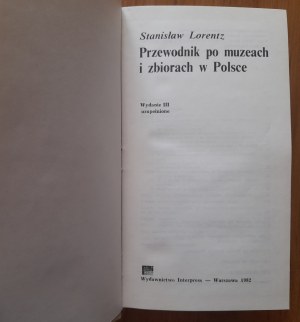 Stanisław Lorentz
Przewodnik po muzeach
i zbiorach w Polsce
Wydanie III
uzupełnione
Wydawnictwo Interpress — Warszawa 1982